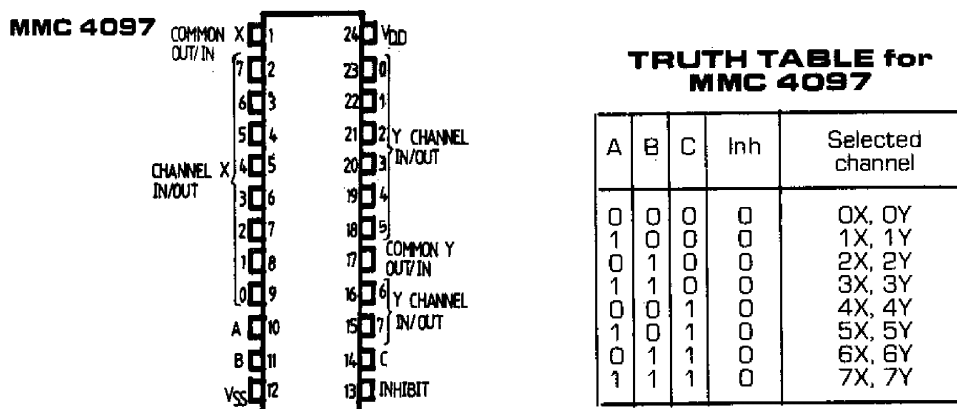 MMC 4097
COMMON X 1 24 VDD
OUT/IN
7 2 23 0
6 3 22 1
5 4 21 2 Y CHANNEL
IN/OUT
CHANNEL X 4 5 20 3
IN/OUT 3 6 19 4
2 7 18 5
1 8 17 COMMON Y
OUT/IN
0 9 16 6 Y CHANNEL
A 10 15 7 IN/OUT
B 11 14 C
VSS 12 13 INHIBIT
TRUTH TABLE for
MMC 4097
A B C Inh Selected
channel
0 0 0 0 0X, 0Y
1 0 0 0 1X, 1Y
0 1 0 0 2X, 2Y
1 1 0 0 3X, 3Y
0 0 1 0 4X, 4Y
1 0 1 0 5X, 5Y
0 1 1 0 6X, 6Y
1 1 1 0 7X, 7Y